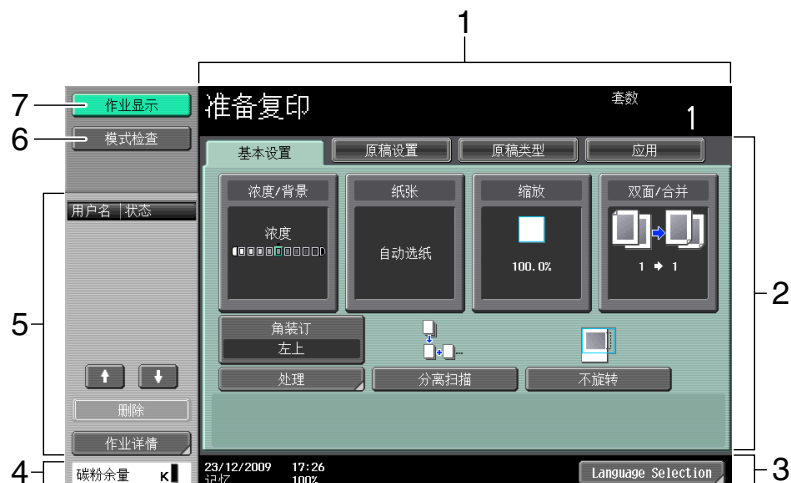 1
7
作业显示
准备复印
套数
1
6
模式检查
基本设置
原稿设置
原稿类型
应用
浓度/背景
纸张
缩放
双面/合并
5
用户名
状态
浓度
自动选纸
100.0%
1 → 1
2
角装订
左上
处理
分离扫描
不旋转
删除
作业详情
4
碳粉余量
K
23/12/2009 17:26
记忆 100%
Language Selection
3